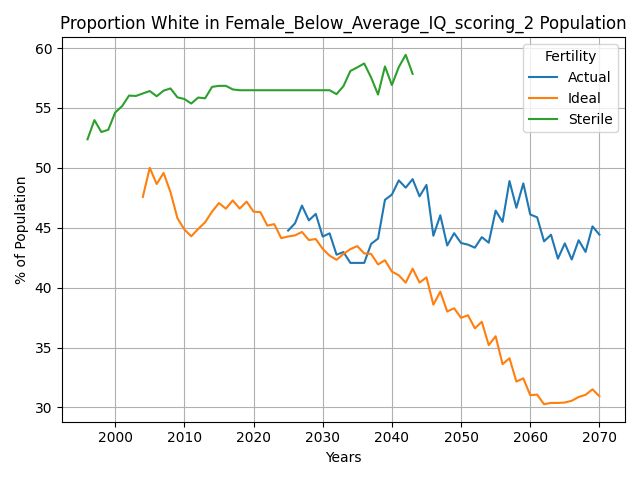 Proportion White in Female_Below_Average_IQ_scoring_2 Population
% of Population
60
55
50
45
40
35
30
Fertility
Actual
Ideal
Sterile
2000 2010 2020 2030 2040 2050 2060 2070
Years